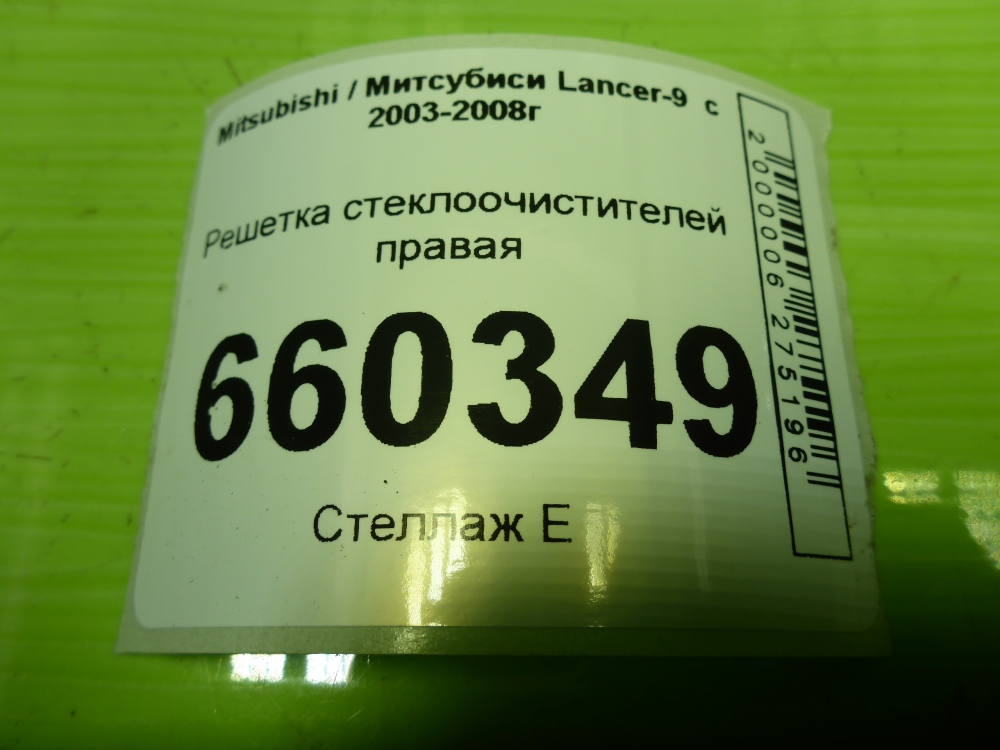 Mitsubishi / Митсубиси Lancer-9 с
2003-2008г
Решетка стеклоочистителей
правая
660349
Стеллаж Е
2000006275196